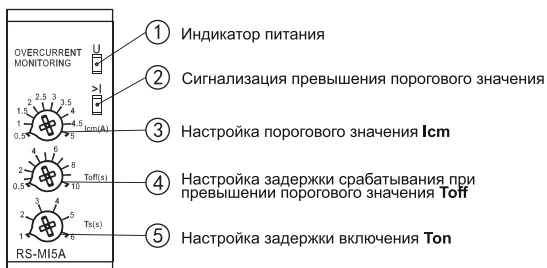 OVERCURRENT
MONITORING
U
>I
1 Индикатор питания
2 Сигнализация превышения порогового значения
3 Настройка порогового значения Icm
4 Настройка задержки срабатывания при
превышении порогового значения Toff
5 Настройка задержки включения Ton
0.5 1 1.5 2 2.5 3 3.5 4 4.5 5
Icm(A)
0.5 2 4 6 8 10
Toff(s)
1 2 3 4 5 6
Ts(s)
RS-MI5A